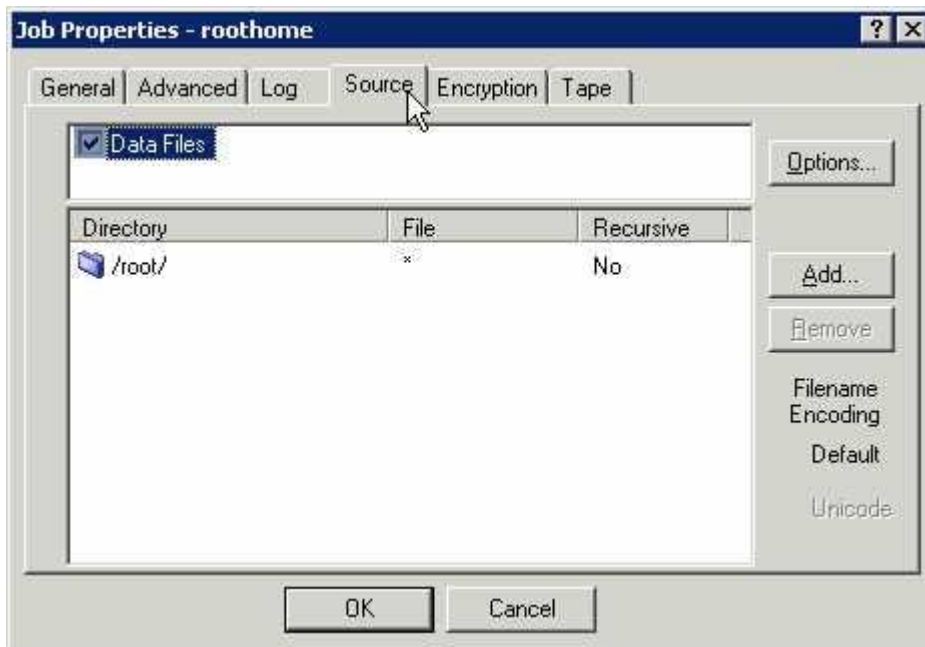 Job Properties - roothome
General Advanced Log Source Encryption Tape
Data Files
Options...
Directory File Recursive
/root/ * No
Add...
Remove
Filename
Encoding
Default
Unicode
OK Cancel